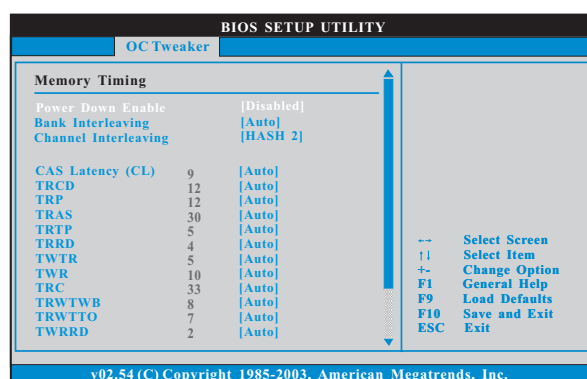 BIOS SETUP UTILITY
OC Tweaker
Memory Timing
Power Down Enable [Disabled]
Bank Interleaving [Auto]
Channel Interleaving [HASH 2]
CAS Latency (CL) 9 [Auto]
TRCD 12 [Auto]
TRP 12 [Auto]
TRAS 30 [Auto]
TRTP 5 [Auto]
TRRD 4 [Auto]
TWTR 5 [Auto]
TWR 10 [Auto]
TRC 33 [Auto]
TRWTWB 8 [Auto]
TRWTTO 7 [Auto]
TWRRD 2 [Auto]
←→ Select Screen
↑↓ Select Item
+- Change Option
F1 General Help
F9 Load Defaults
F10 Save and Exit
ESC Exit
v02.54 (C) Copyright 1985-2003, American Megatrends, Inc.